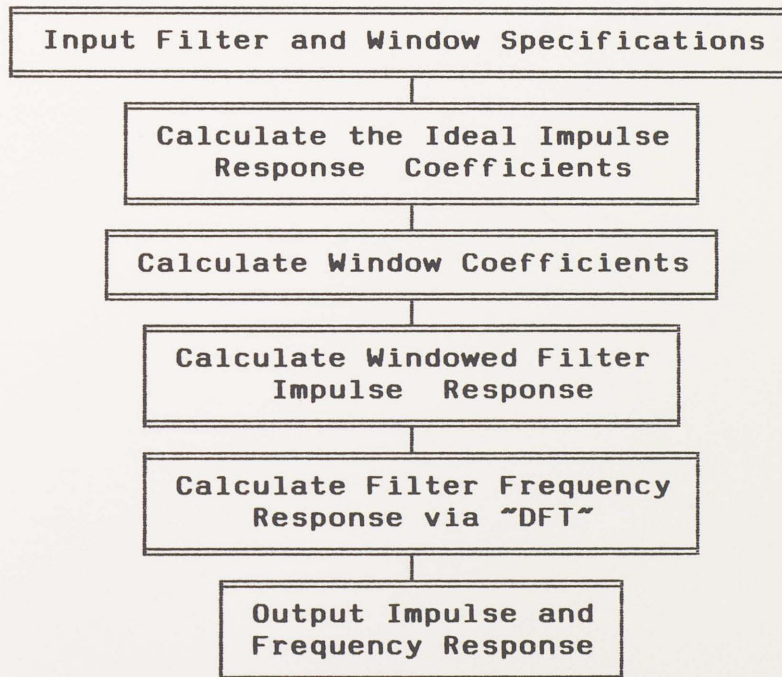 Input Filter and Window Specifications
Calculate the Ideal Impulse
Response Coefficients
Calculate Window Coefficients
Calculate Windowed Filter
Impulse Response
Calculate Filter Frequency
Response via ~DFT~
Output Impulse and
Frequency Response